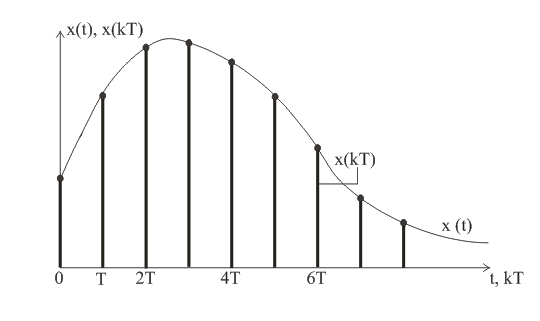 x(t), x(kT)
x(kT)
x (t)
0 T 2T 4T 6T t, kT